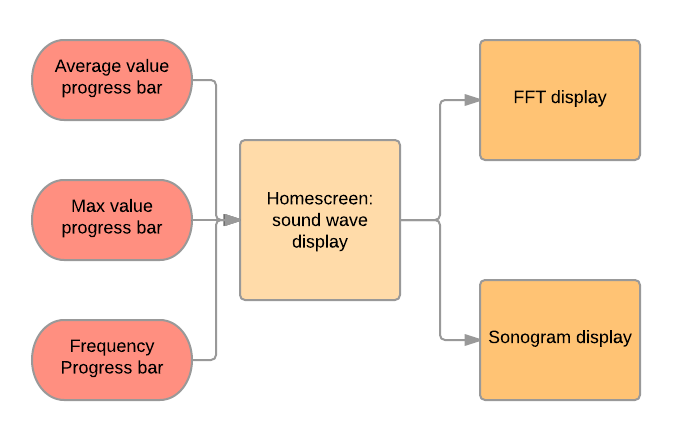 Average value
progress bar
Max value
progress bar
Frequency
Progress bar
Homescreen:
sound wave
display
FFT display
Sonogram display